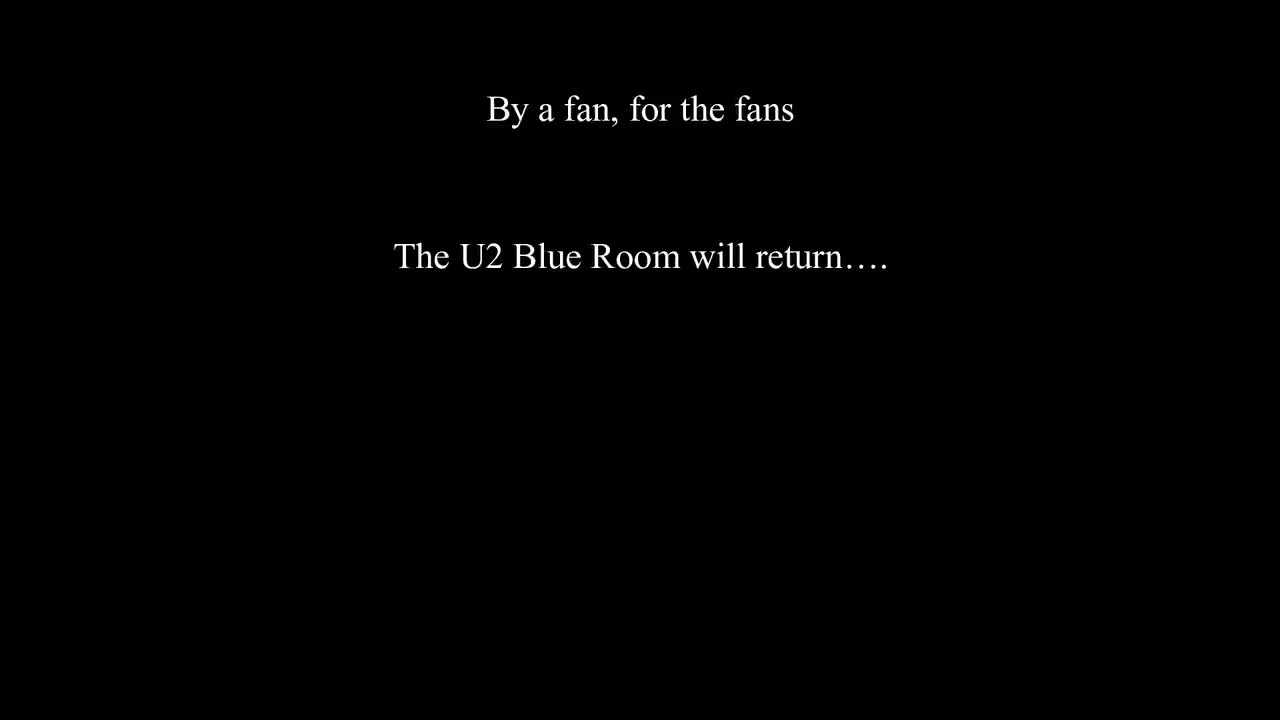 By a fan, for the fans
The U2 Blue Room will return….